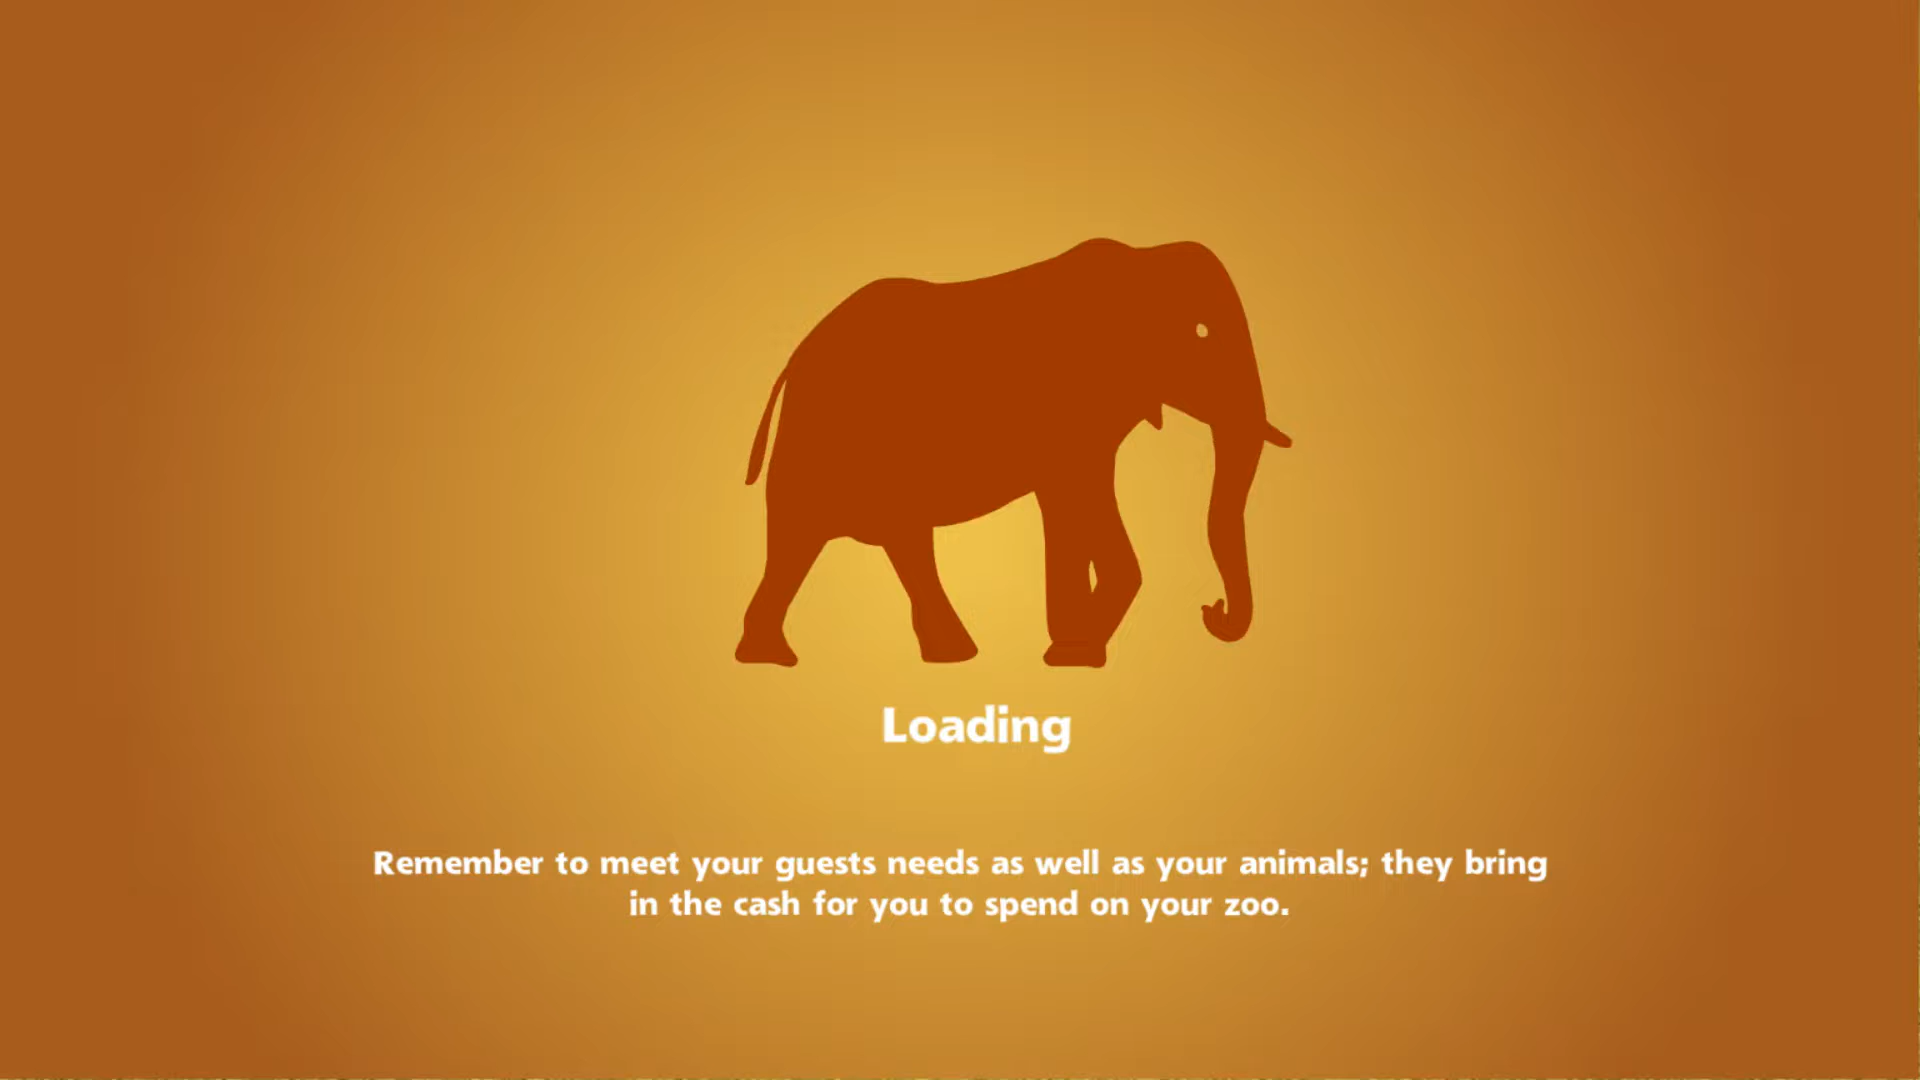 Loading
Remember to meet your guests needs as well as your animals; they bring
in the cash for you to spend on your zoo.